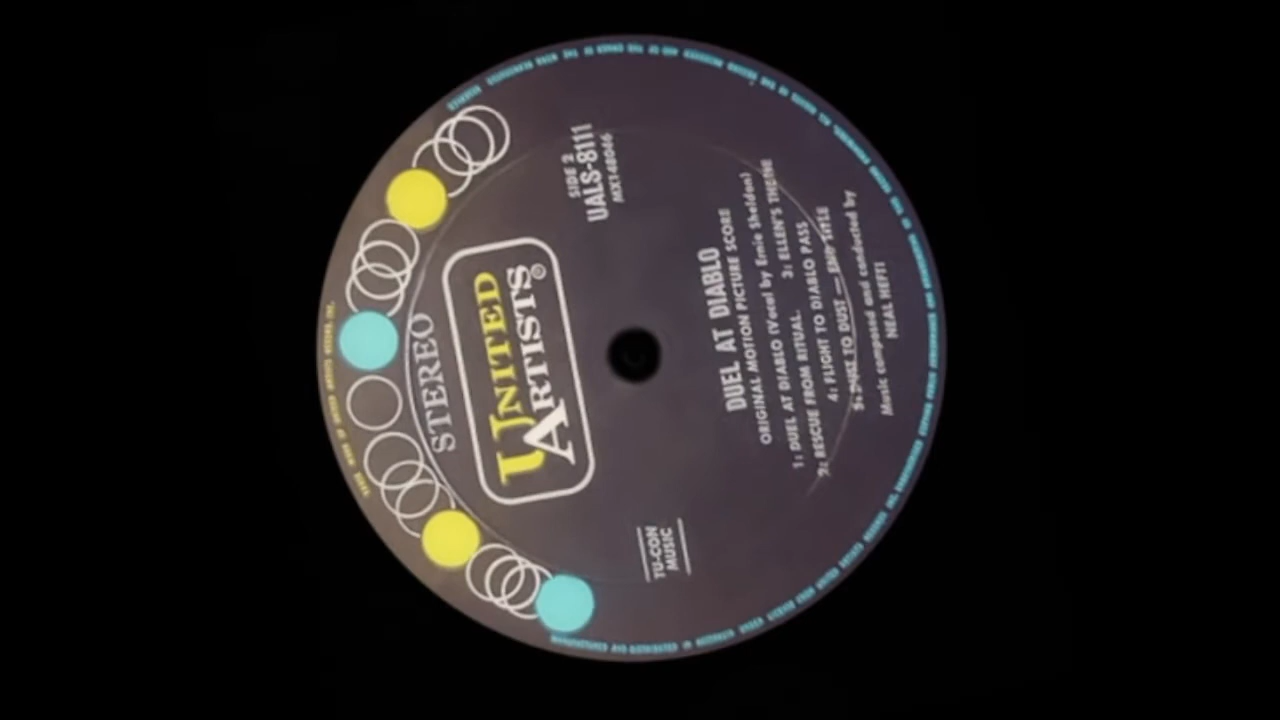 STEREO
UNITED
ARTISTS
®
TU-CON
MUSIC
SIDE 2
UALS-8111
MX148046
DUEL AT DIABLO
ORIGINAL MOTION PICTURE SCORE
1: DUEL AT DIABLO (Vocal by Ernie Sheldon)
2: RESCUE FROM RITUAL. 3: ELLEN'S THEME
4: FLIGHT TO DIABLO PASS
5: DUST TO DUST — END TITLE
Music composed and conducted by
NEAL HEFTI